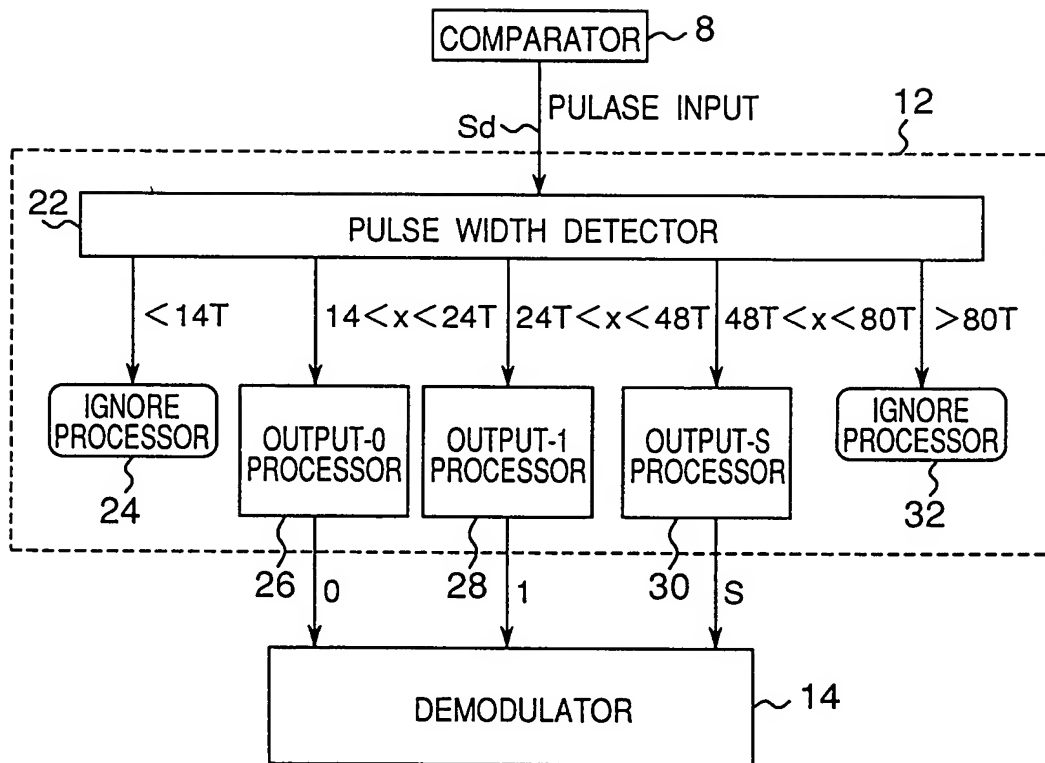 COMPARATOR 8
PULASE INPUT
Sd
12
22
PULSE WIDTH DETECTOR
<14T
14<x<24T
24T<x<48T
48T<x<80T
>80T
IGNORE
PROCESSOR
24
OUTPUT-0
PROCESSOR
26
OUTPUT-1
PROCESSOR
28
OUTPUT-S
PROCESSOR
30
IGNORE
PROCESSOR
32
0
1
S
DEMODULATOR
14